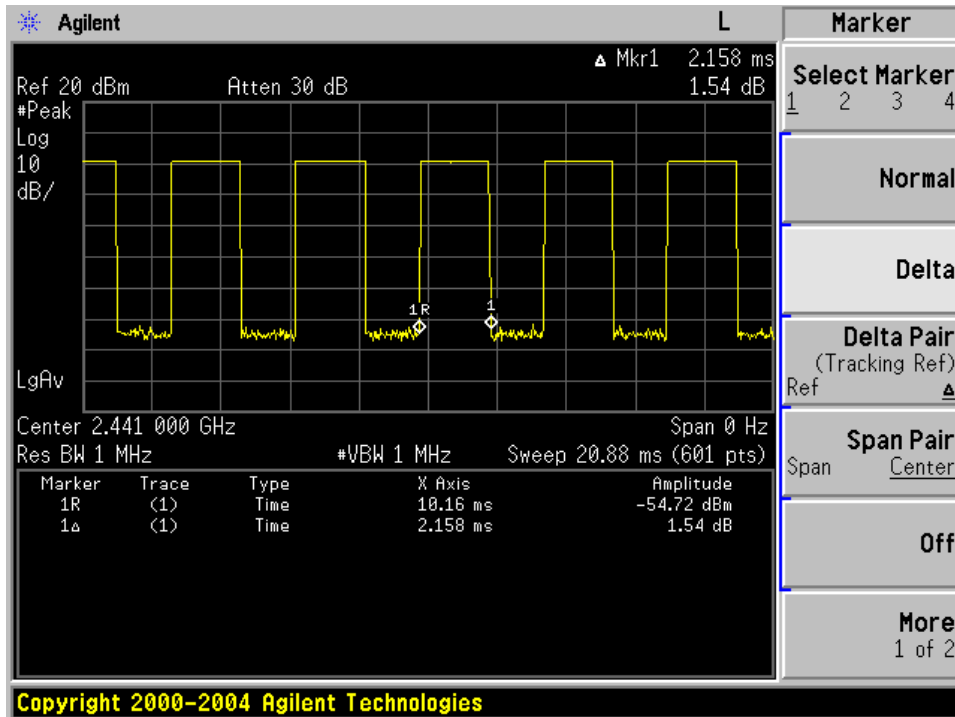 Agilent L Marker
Δ Mkr1 2.158 ms
Ref 20 dBm Atten 30 dB 1.54 dB
#Peak
Log
10
dB/
1R 1
LgAv
Center 2.441 000 GHz Span 0 Hz
Res BW 1 MHz #VBW 1 MHz Sweep 20.88 ms (601 pts)
Marker Trace Type X Axis Amplitude
1R (1) Time 10.16 ms -54.72 dBm
1Δ (1) Time 2.158 ms 1.54 dB
Select Marker
1 2 3 4
Normal
Delta
Delta Pair
(Tracking Ref)
Ref Δ
Span Pair
Span Center
Off
More
1 of 2
Copyright 2000-2004 Agilent Technologies